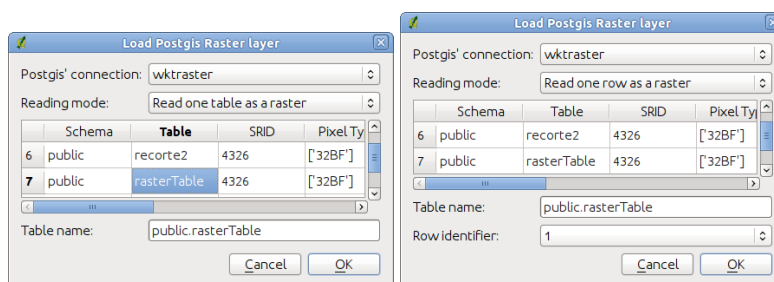 Load Postgis Raster layer
Postgis' connection: wktraster
Reading mode: Read one table as a raster
Schema Table SRID Pixel Ty
6 public recorte2 4326 ['32BF']
7 public rasterTable 4326 ['32BF']
Table name: public.rasterTable
Cancel OK
Load Postgis Raster layer
Postgis' connection: wktraster
Reading mode: Read one row as a raster
Schema Table SRID Pixel Ty
6 public recorte2 4326 ['32BF']
7 public rasterTable 4326 ['32BF']
Table name: public.rasterTable
Row identifier: 1
Cancel OK